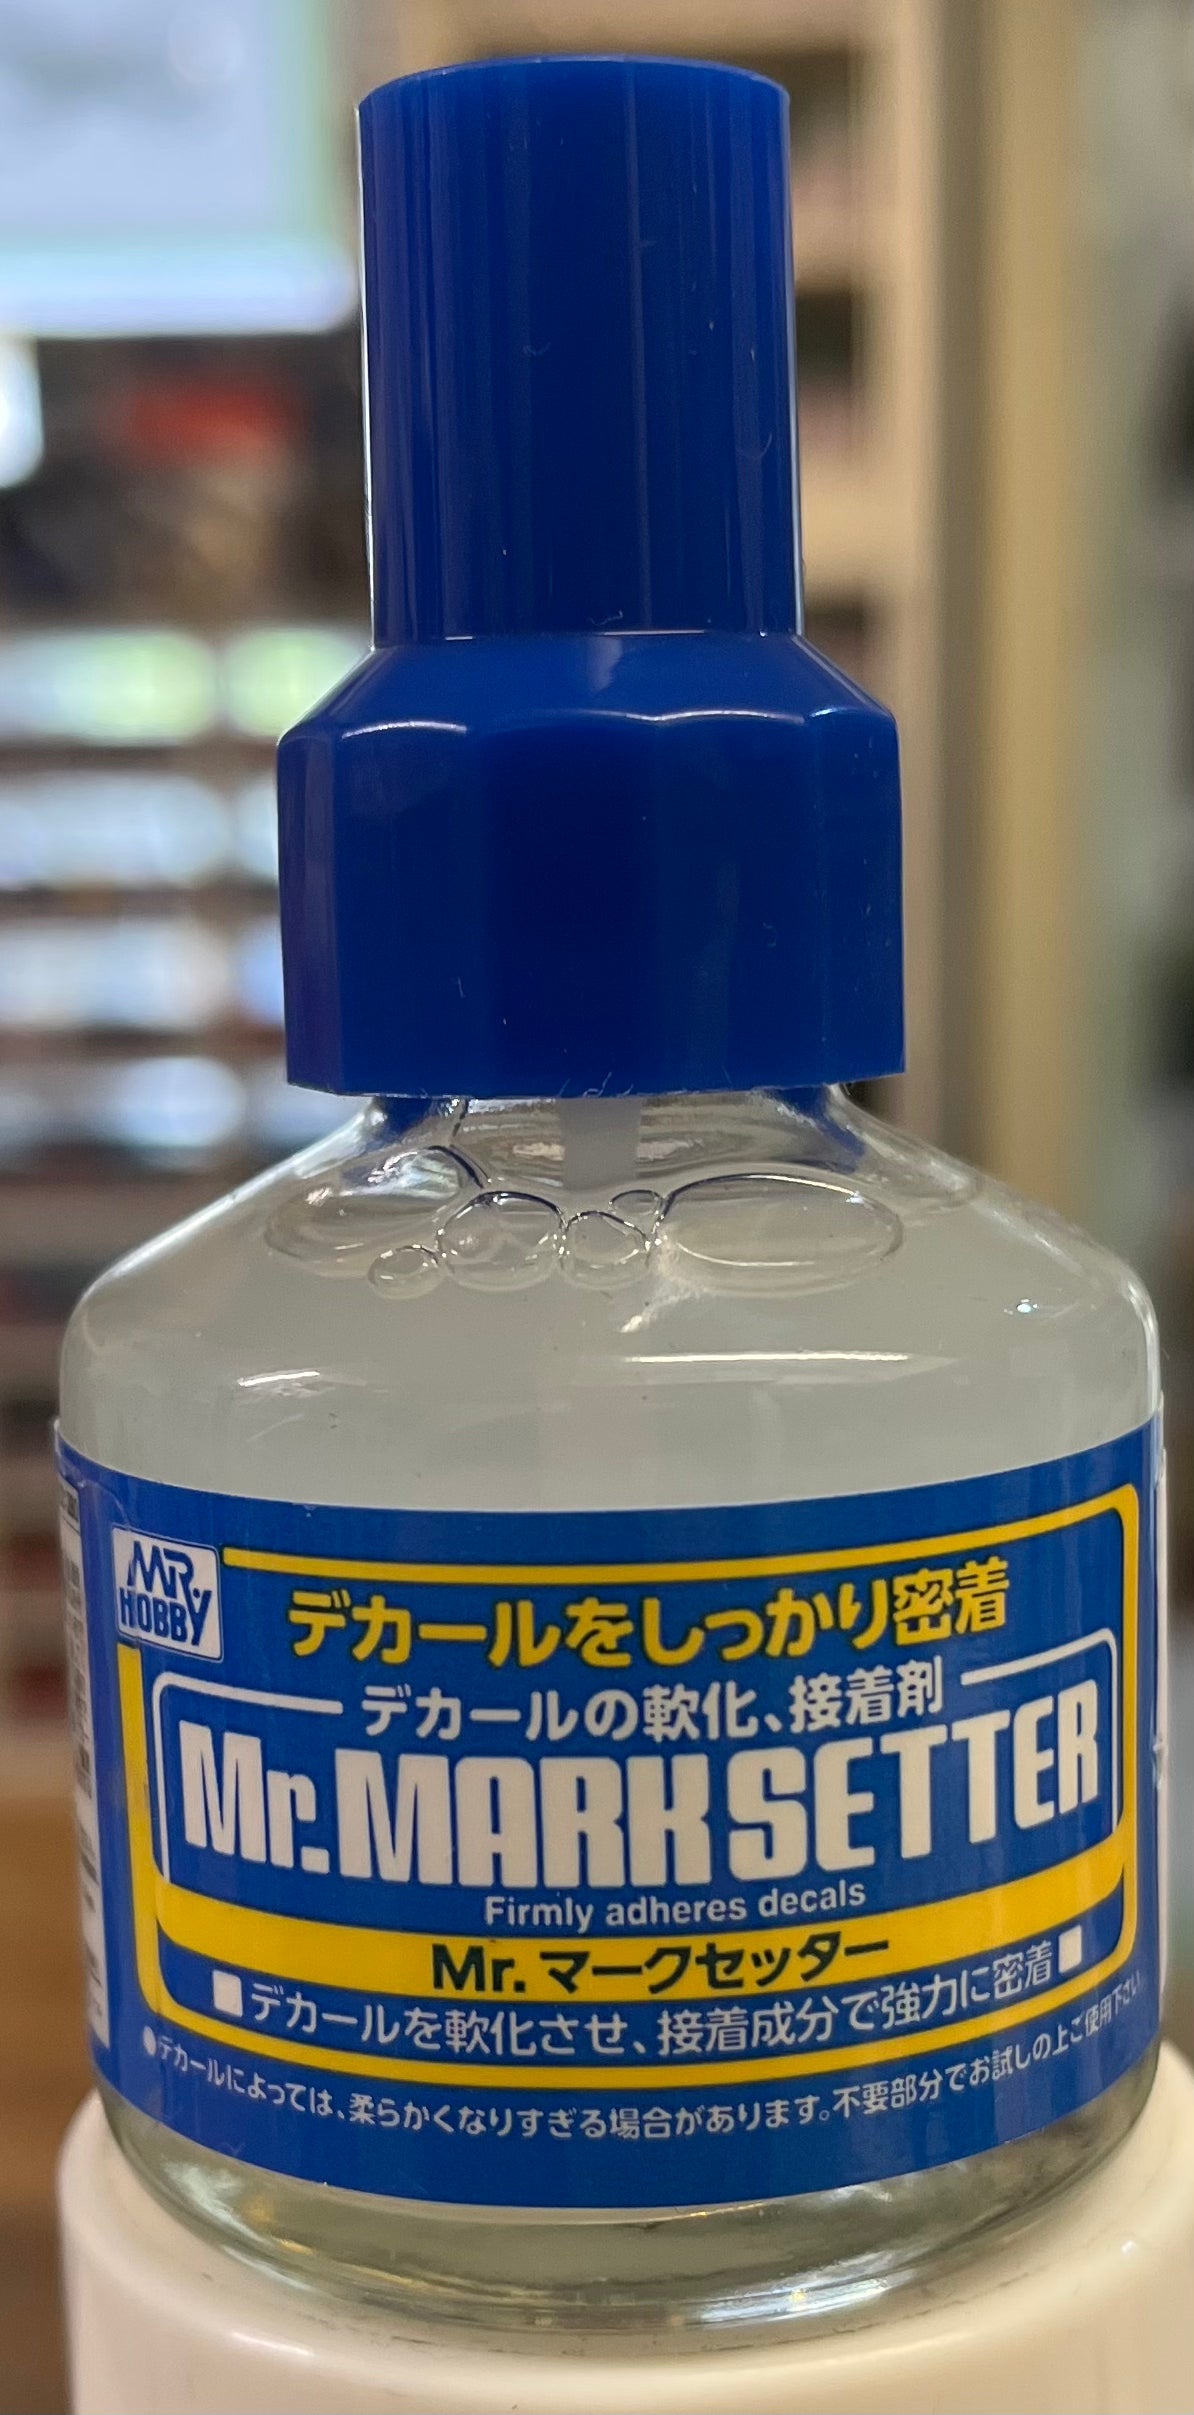 MR. HOBBY
デカールをしっかり密着
デカールの軟化、接着剤
Mr.MARK SETTER
Firmly adheres decals
Mr.マークセッター
■デカールを軟化させ、接着成分で強力に密着■
●デカールによっては、柔らかくなりすぎる場合があります。不要部分でお試しの上ご使用下さい